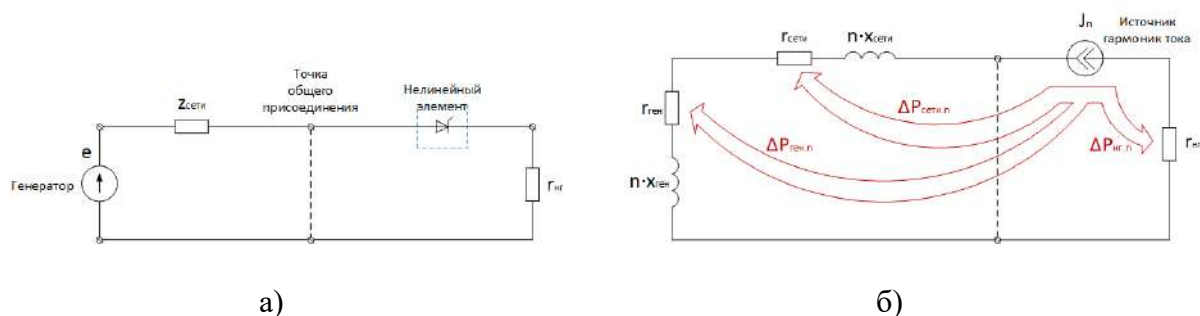 Zсети
Точка
общего
присоединения
Нелинейный
элемент
e
Генератор
rнг
а)
rсети
n·xсети
Jn
Источник
гармоник тока
rген
ΔPсети.n
ΔPген.n
ΔPнг.n
rнг
n·xген
б)